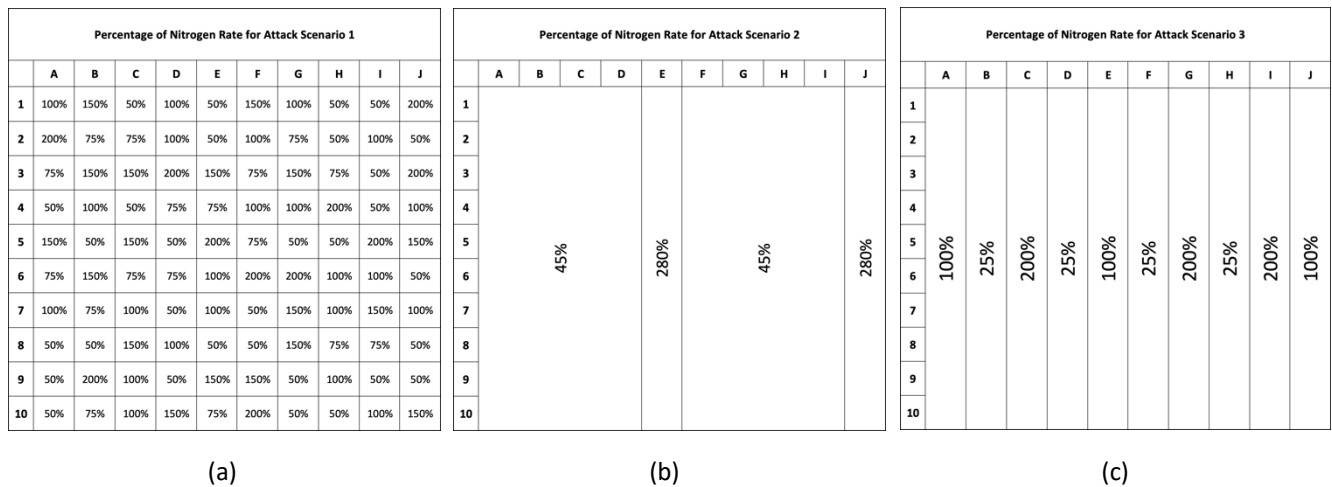 Percentage of Nitrogen Rate for Attack Scenario 1
A B C D E F G H I J
1 100% 150% 50% 100% 50% 150% 100% 50% 50% 200%
2 200% 75% 75% 100% 50% 100% 75% 50% 100% 50%
3 75% 150% 150% 200% 150% 75% 150% 75% 50% 200%
4 50% 100% 50% 75% 75% 100% 100% 200% 50% 100%
5 150% 50% 150% 50% 200% 75% 50% 50% 200% 150%
6 75% 150% 75% 75% 100% 200% 200% 100% 100% 50%
7 100% 75% 100% 50% 100% 50% 150% 100% 150% 100%
8 50% 50% 150% 100% 50% 50% 150% 75% 75% 50%
9 50% 200% 100% 50% 150% 150% 50% 100% 50% 50%
10 50% 75% 100% 150% 75% 200% 50% 50% 100% 150%
(a)
Percentage of Nitrogen Rate for Attack Scenario 2
A B C D E F G H I J
1
2
3
4
5
6
7
8
9
10
45% 280% 45% 280%
(b)
Percentage of Nitrogen Rate for Attack Scenario 3
A B C D E F G H I J
1
2
3
4
5
6
7
8
9
10
100% 25% 200% 25% 100% 25% 200% 25% 200% 100%
(c)